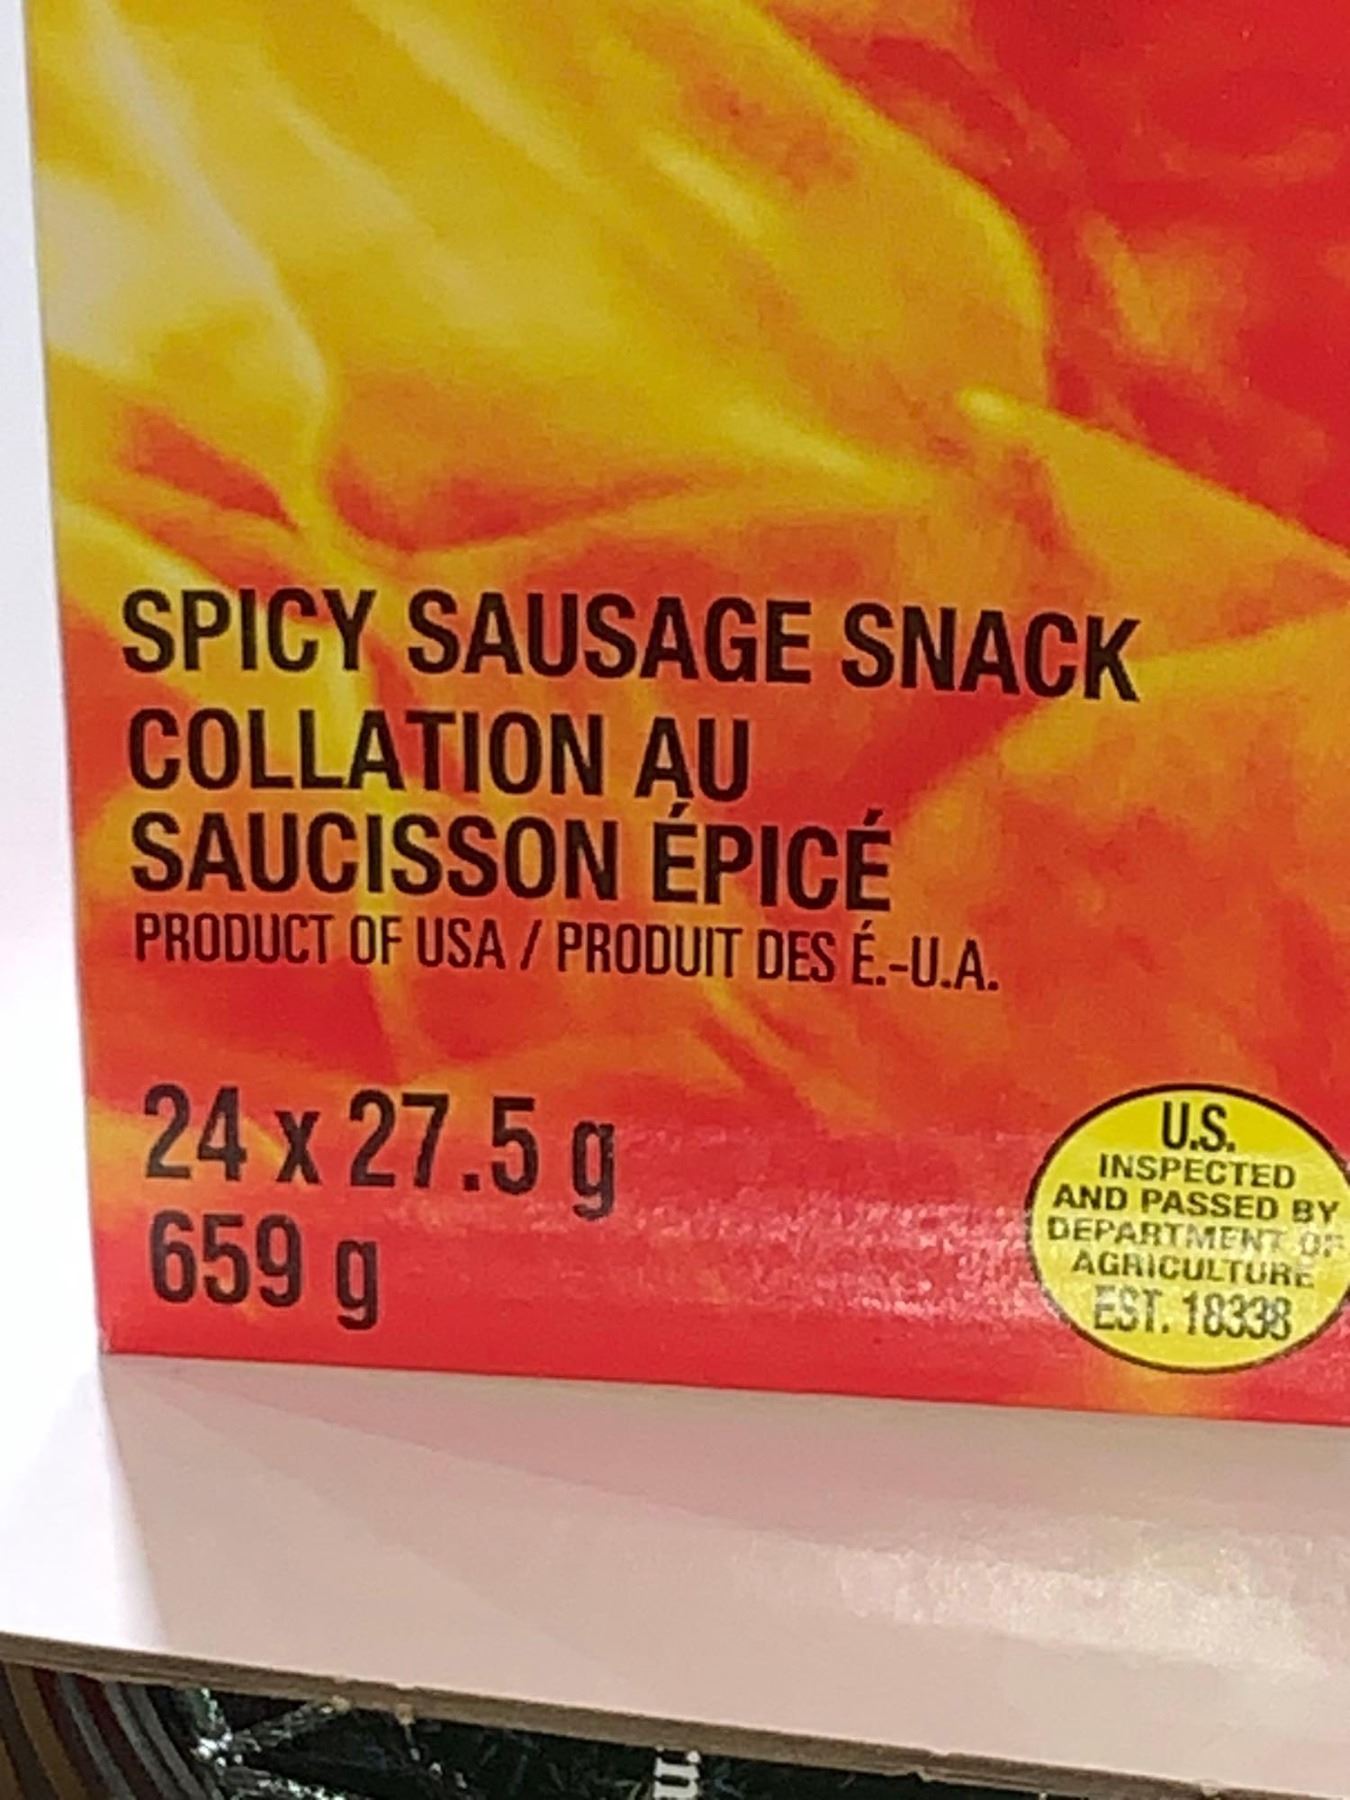 SPICY SAUSAGE SNACK
COLLATION AU
SAUCISSON ÉPICÉ
PRODUCT OF USA / PRODUIT DES É.-U.A.
24 x 27.5 g
659 g
U.S.
INSPECTED
AND PASSED BY
DEPARTMENT OF
AGRICULTURE
EST. 18338